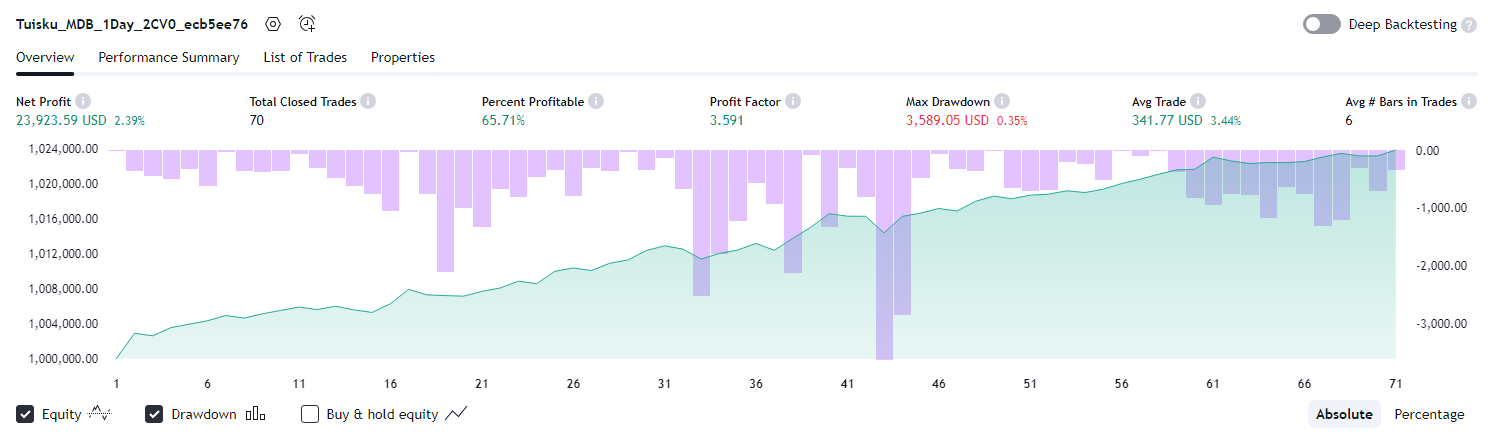 Tuisku_MDB_1Day_2CV0_ecb5ee76 Deep Backtesting ?
Overview Performance Summary List of Trades Properties
Net Profit i Total Closed Trades i Percent Profitable i Profit Factor i Max Drawdown i Avg Trade i Avg # Bars in Trades i
23,923.59 USD 2.39% 70 65.71% 3.591 3,589.05 USD 0.35% 341.77 USD 3.44% 6
1,024,000.00 0.00
1,020,000.00
1,016,000.00 -1,000.00
1,012,000.00
1,008,000.00 -2,000.00
1,004,000.00 -3,000.00
1,000,000.00
1 6 11 16 21 26 31 36 41 46 51 56 61 66 71
Equity Drawdown Buy & hold equity Absolute Percentage